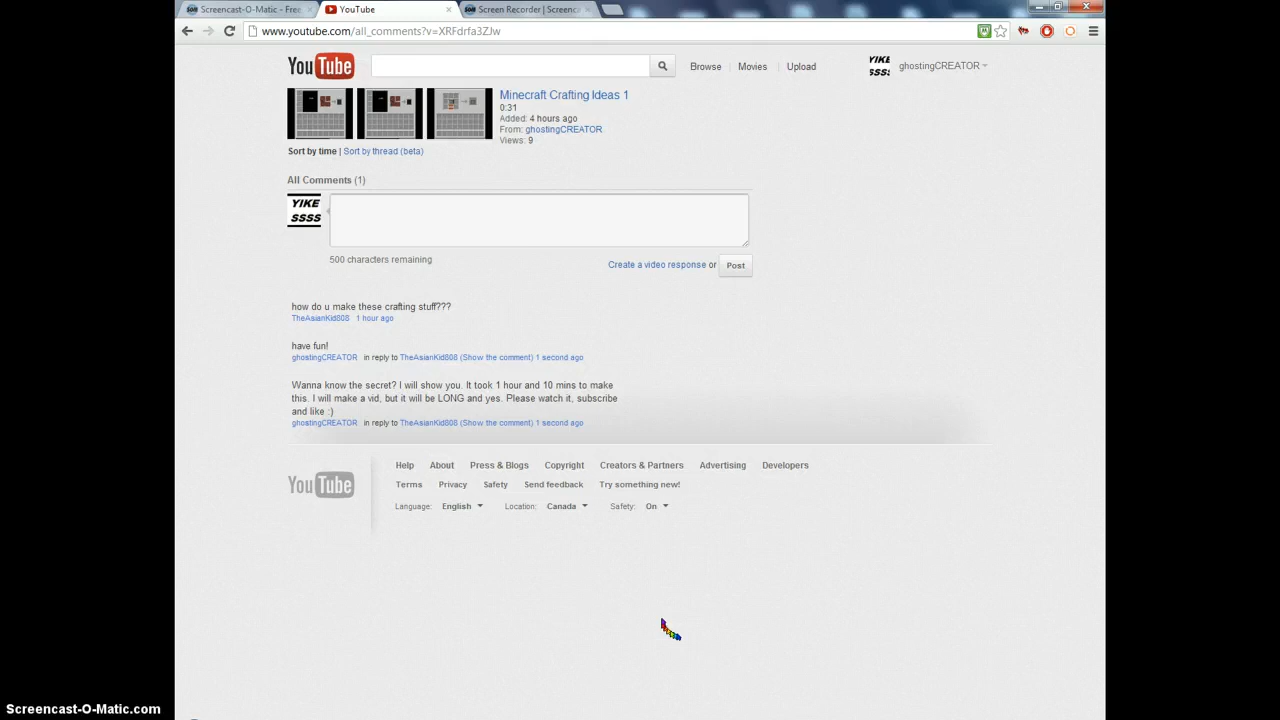 Screencast-O-Matic - Free
YouTube
Screen Recorder | Screenc
www.youtube.com/all_comments?v=XRFdrfa3ZJw
YouTube
Browse | Movies | Upload
YIKE
SSSS
ghostingCREATOR
Minecraft Crafting Ideas 1
0:31
Added: 4 hours ago
From: ghostingCREATOR
Views: 9
Sort by time | Sort by thread (beta)
All Comments (1)
YIKE
SSSS
500 characters remaining
Create a video response or Post
how do u make these crafting stuff???
TheAsianKid808 1 hour ago
have fun!
ghostingCREATOR in reply to TheAsianKid808 (Show the comment) 1 second ago
Wanna know the secret? I will show you. It took 1 hour and 10 mins to make
this. I will make a vid, but it will be LONG and yes. Please watch it, subscribe
and like :)
ghostingCREATOR in reply to TheAsianKid808 (Show the comment) 1 second ago
YouTube
Help About Press & Blogs Copyright Creators & Partners Advertising Developers
Terms Privacy Safety Send feedback Try something new!
Language: English Location: Canada Safety: On
Screencast-O-Matic.com